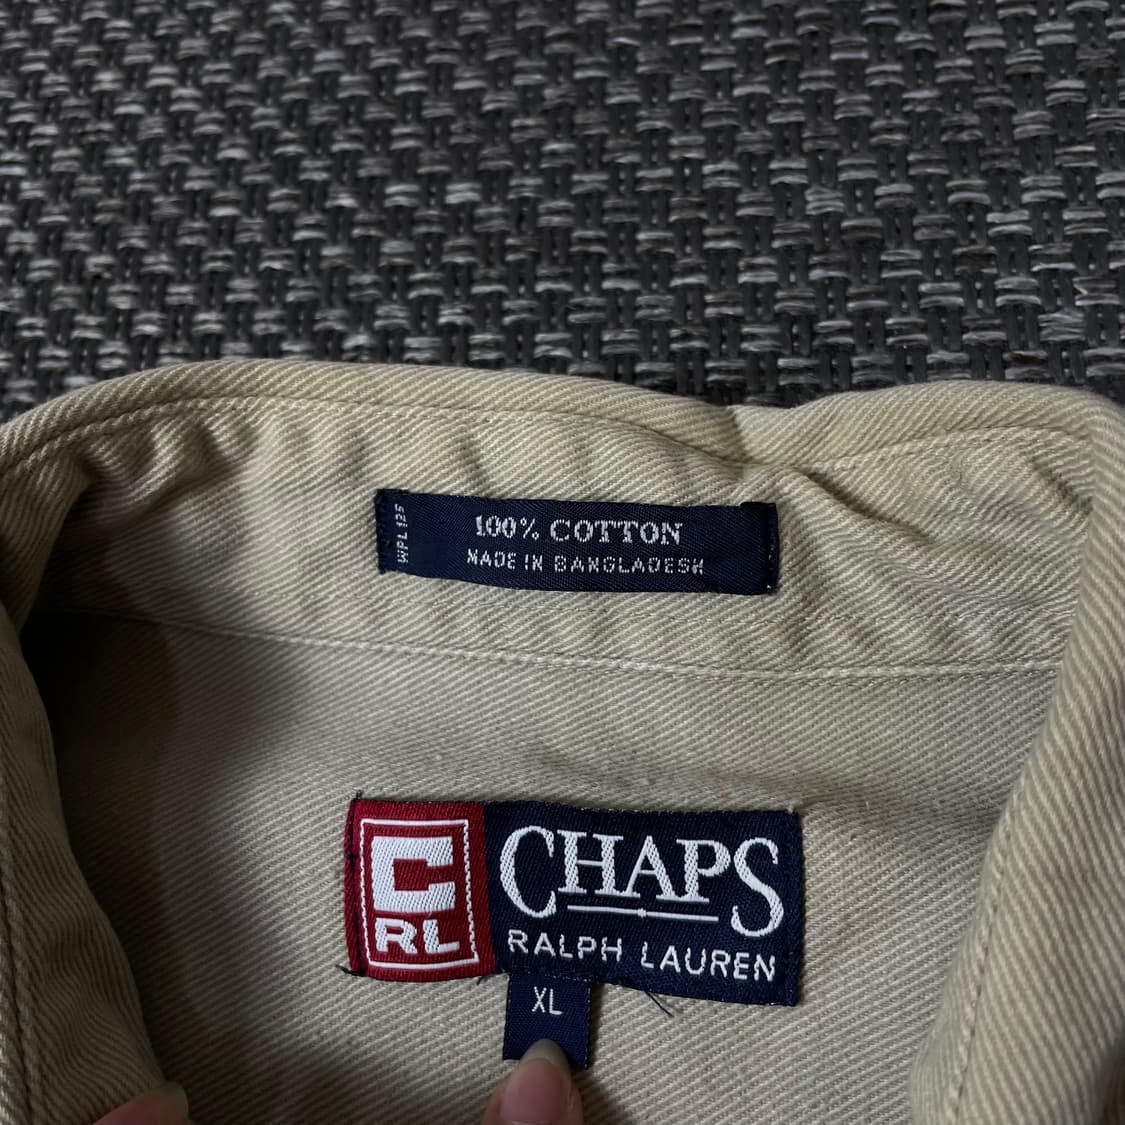 WPL 125
100% COTTON
MADE IN BANGLADESH
C
RL
CHAPS
RALPH LAUREN
XL